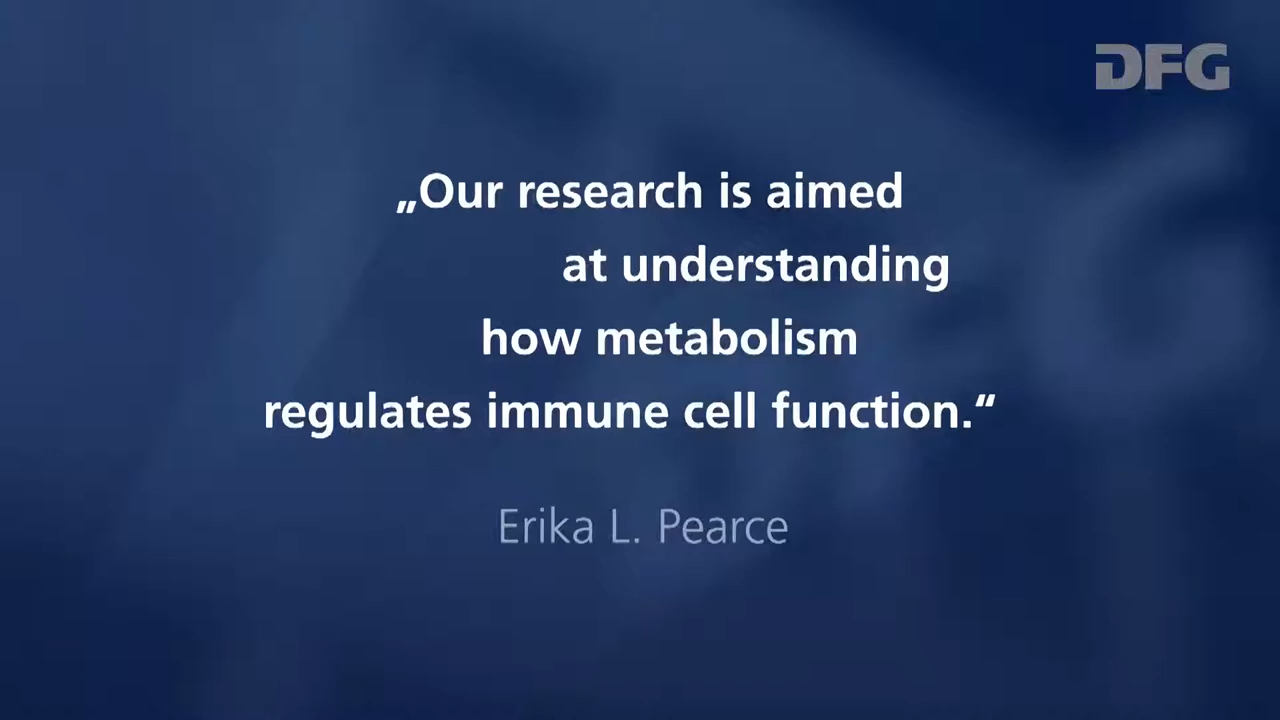 DFG
„Our research is aimed
at understanding
how metabolism
regulates immune cell function.“
Erika L. Pearce